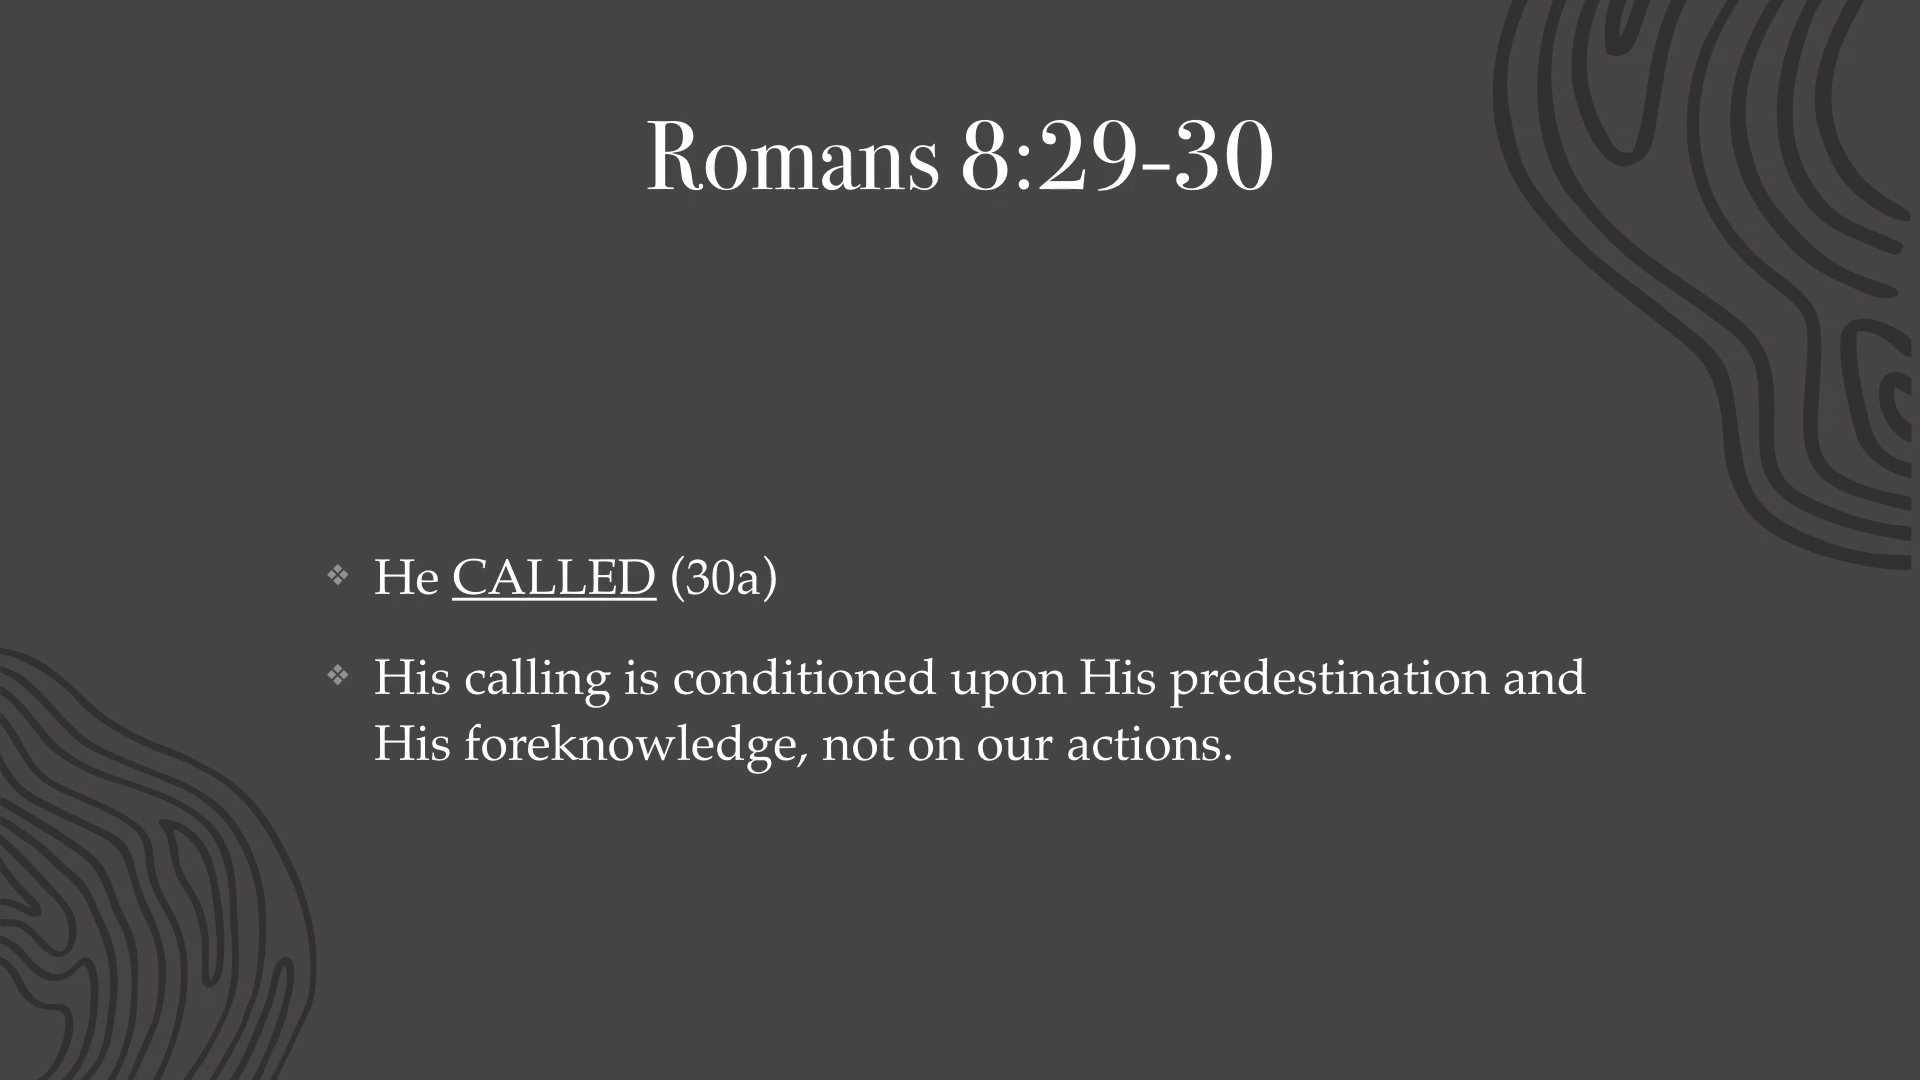 Romans 8:29-30
He CALLED (30a)
His calling is conditioned upon His predestination and
His foreknowledge, not on our actions.